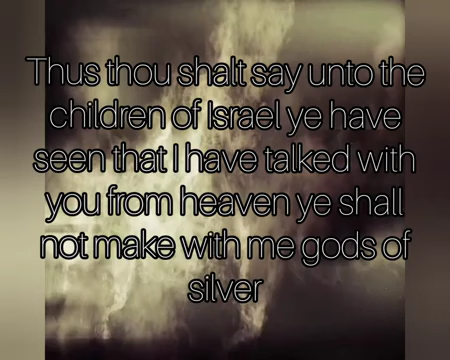 Thus thou shalt say unto the
children of Israel ye have
seen that I have talked with
you from heaven ye shall
not make with me gods of
silver